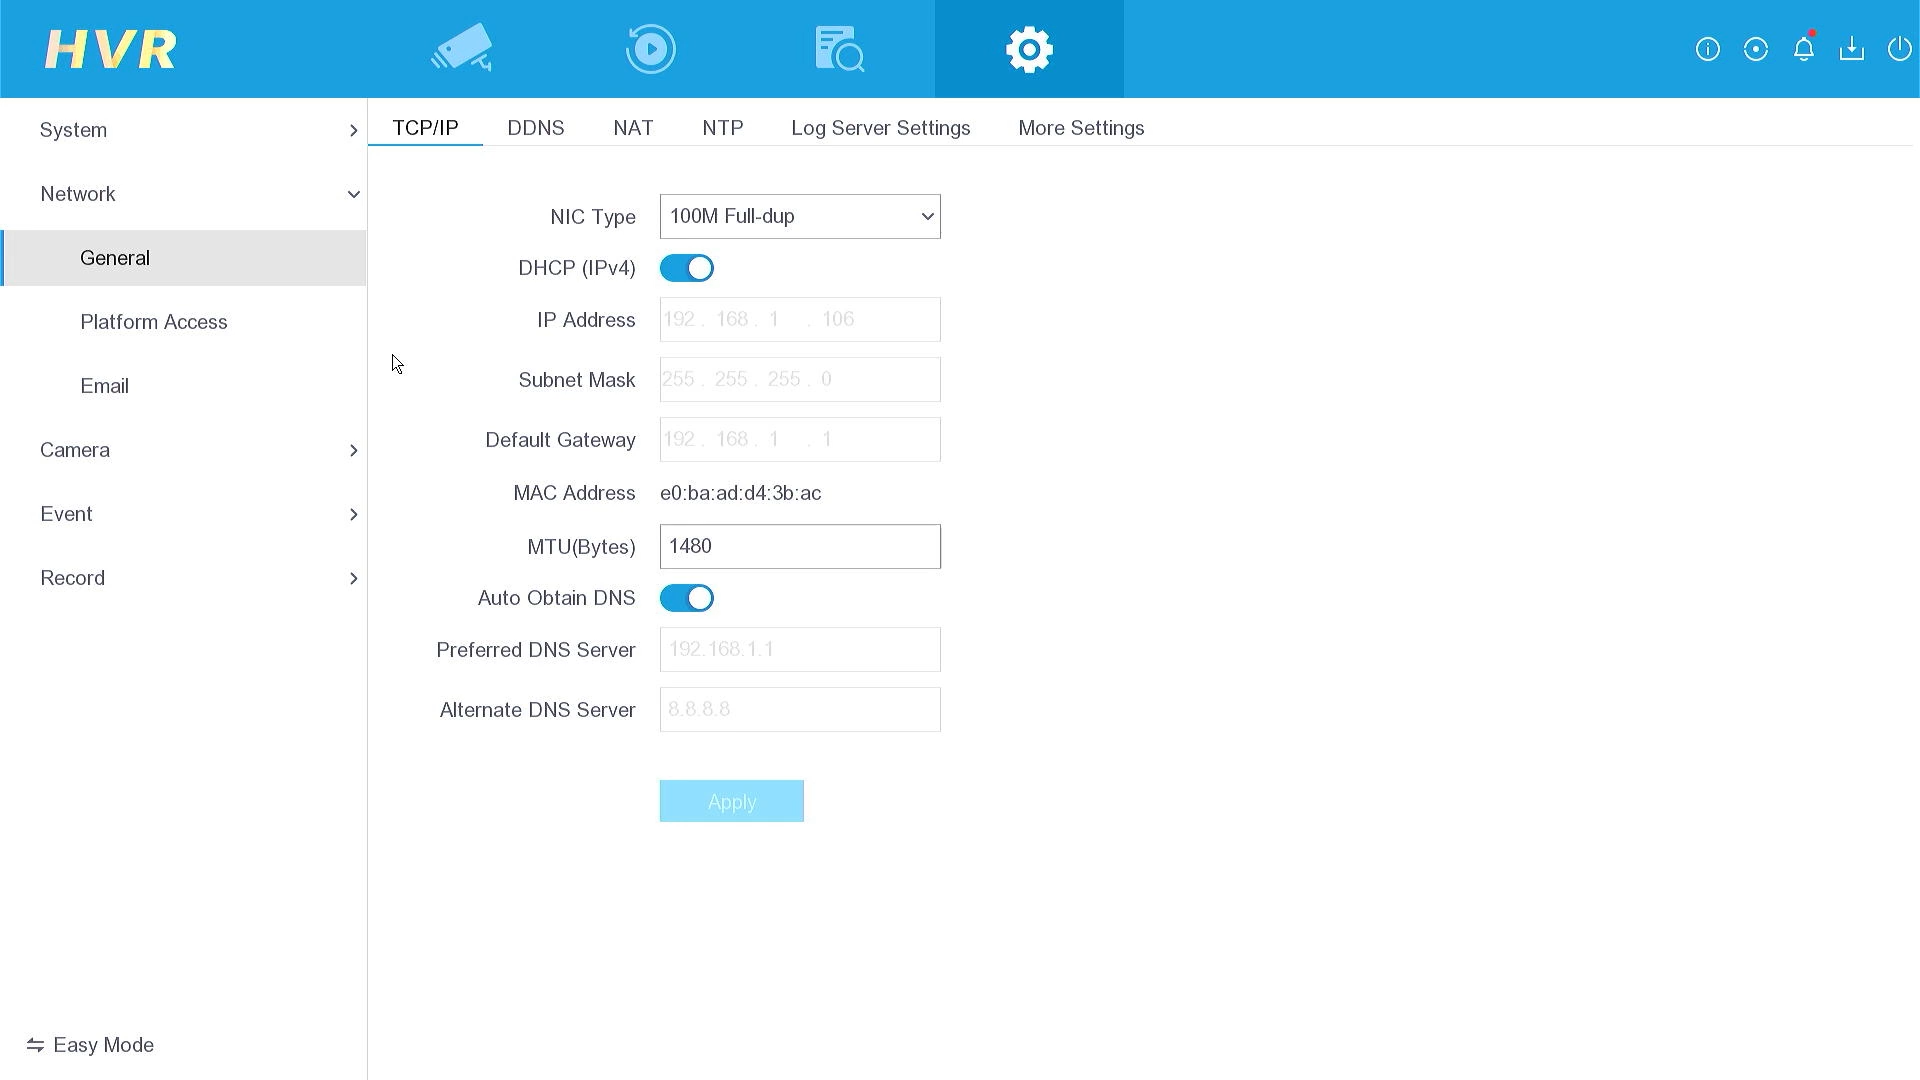 HVR
System
Network
General
Platform Access
Email
Camera
Event
Record
Easy Mode
TCP/IP DDNS NAT NTP Log Server Settings More Settings
NIC Type 100M Full-dup
DHCP (IPv4)
IP Address 192 . 168 . 1 . 106
Subnet Mask 255 . 255 . 255 . 0
Default Gateway 192 . 168 . 1 . 1
MAC Address e0:ba:ad:d4:3b:ac
MTU(Bytes) 1480
Auto Obtain DNS
Preferred DNS Server 192.168.1.1
Alternate DNS Server 8.8.8.8
Apply